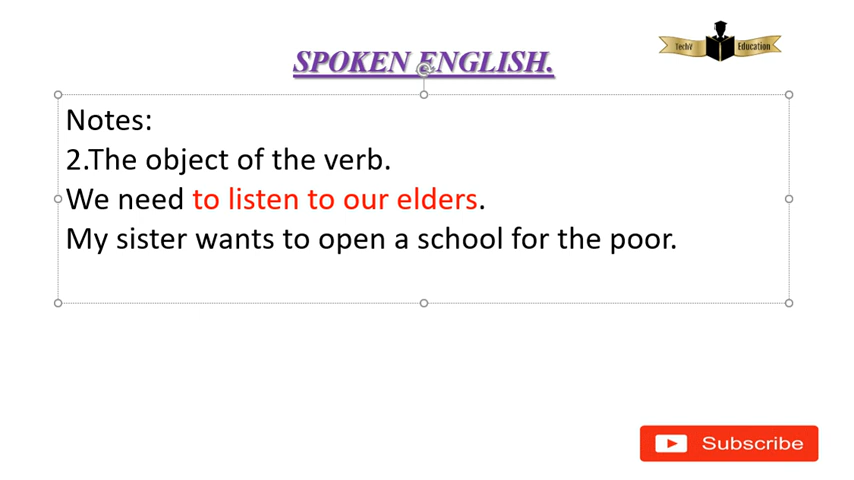 SPOKEN ENGLISH.
TechY Education
Notes:
2.The object of the verb.
We need to listen to our elders.
My sister wants to open a school for the poor.
Subscribe